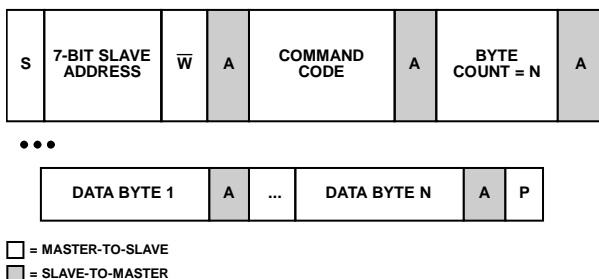 S 7-BIT SLAVE ADDRESS W̅ A COMMAND CODE A BYTE COUNT = N A
•••
DATA BYTE 1 A ... DATA BYTE N A P
= MASTER-TO-SLAVE
= SLAVE-TO-MASTER